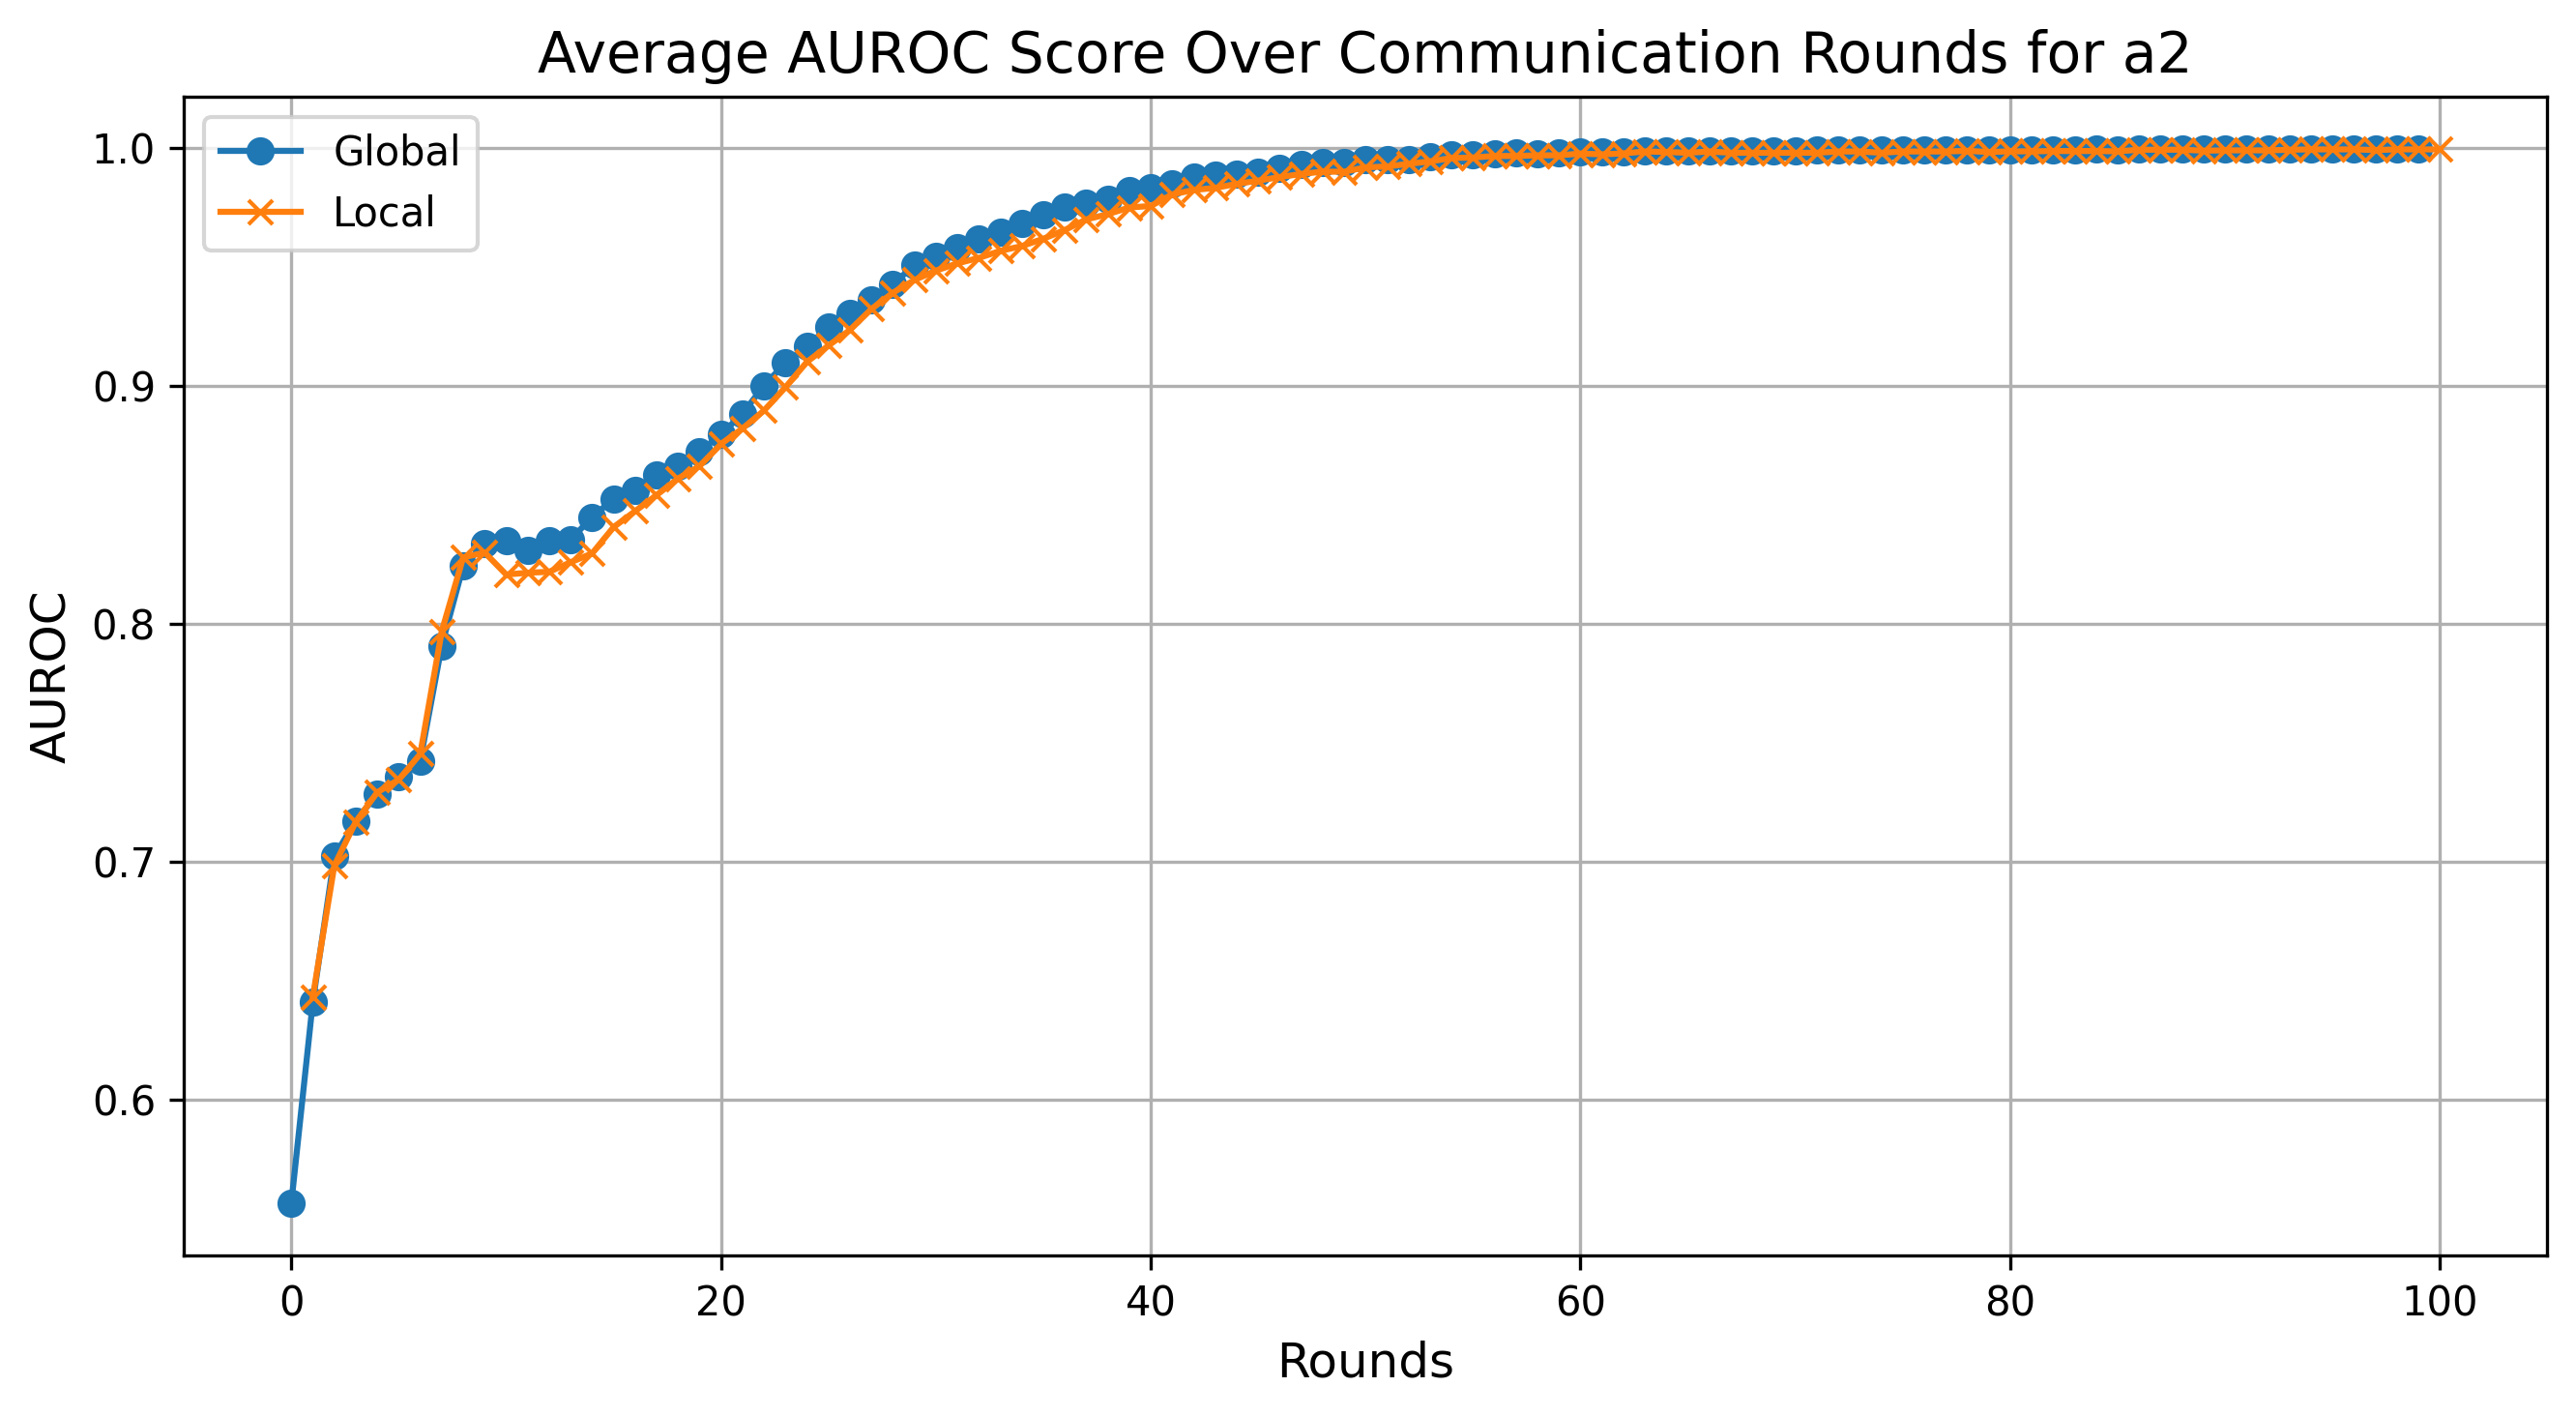 Average AUROC Score Over Communication Rounds for a2
Global
Local
1.0
0.9
0.8
0.7
0.6
AUROC
0 20 40 60 80 100
Rounds